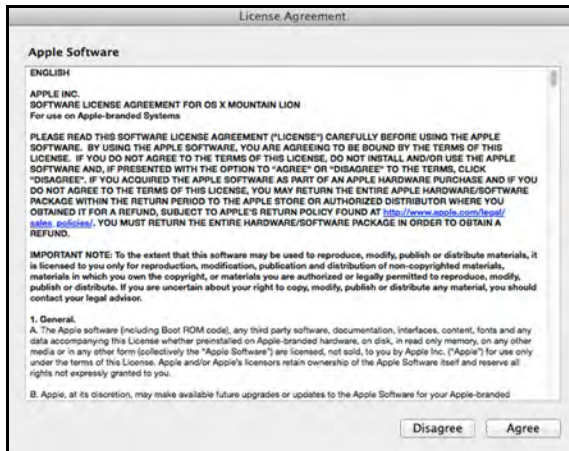 License Agreement
Apple Software
ENGLISH
APPLE INC.
SOFTWARE LICENSE AGREEMENT FOR OS X MOUNTAIN LION
For use on Apple-branded Systems
PLEASE READ THIS SOFTWARE LICENSE AGREEMENT ("LICENSE") CAREFULLY BEFORE USING THE APPLE
SOFTWARE. BY USING THE APPLE SOFTWARE, YOU ARE AGREEING TO BE BOUND BY THE TERMS OF THIS
LICENSE. IF YOU DO NOT AGREE TO THE TERMS OF THIS LICENSE, DO NOT INSTALL AND/OR USE THE APPLE
SOFTWARE AND, IF PRESENTED WITH THE OPTION TO "AGREE" OR "DISAGREE" TO THE TERMS, CLICK
"DISAGREE". IF YOU ACQUIRED THE APPLE SOFTWARE AS PART OF AN APPLE HARDWARE PURCHASE AND IF YOU
DO NOT AGREE TO THE TERMS OF THIS LICENSE, YOU MAY RETURN THE ENTIRE APPLE HARDWARE/SOFTWARE
PACKAGE WITHIN THE RETURN PERIOD TO THE APPLE STORE OR AUTHORIZED DISTRIBUTOR WHERE YOU
OBTAINED IT FOR A REFUND, SUBJECT TO APPLE'S RETURN POLICY FOUND AT http://www.apple.com/legal/
sales_policies/. YOU MUST RETURN THE ENTIRE HARDWARE/SOFTWARE PACKAGE IN ORDER TO OBTAIN A
REFUND.
IMPORTANT NOTE: To the extent that this software may be used to reproduce, modify, publish or distribute materials, it
is licensed to you only for reproduction, modification, publication and distribution of non-copyrighted materials,
materials in which you own the copyright, or materials you are authorized or legally permitted to reproduce, modify,
publish or distribute. If you are uncertain about your right to copy, modify, publish or distribute any material, you should
contact your legal advisor.
1. General.
A. The Apple software (including Boot ROM code), any third party software, documentation, interfaces, content, fonts and any
data accompanying this License whether preinstalled on Apple-branded hardware, on disk, in read only memory, on any other
media or in any other form (collectively the "Apple Software") are licensed, not sold, to you by Apple Inc. ("Apple") for use only
under the terms of this License. Apple and/or Apple's licensors retain ownership of the Apple Software itself and reserve all
rights not expressly granted to you.
B. Apple, at its discretion, may make available future upgrades or updates to the Apple Software for your Apple-branded
Disagree
Agree